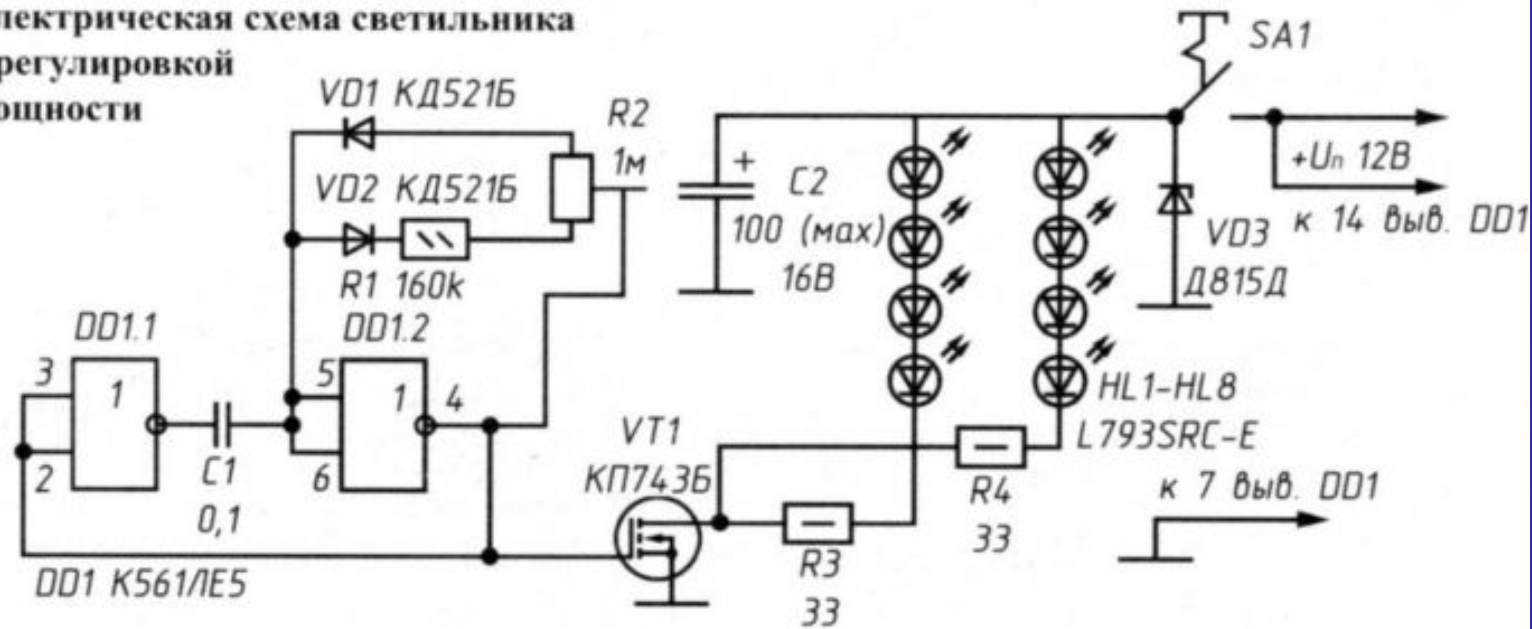 лектрическая схема светильника
регулировкой
ощности
VD1 КД521Б
R2
1м
VD2 КД521Б
R1 160k
+
C2
100 (мах)
16В
SA1
+Uп 12В
к 14 выв. DD1
VD3
Д815Д
DD1.1
3
1
2
C1
0,1
DD1.2
5
1
4
6
VT1
КП743Б
HL1-HL8
L793SRC-E
R4
33
R3
33
к 7 выв. DD1
DD1 К561ЛЕ5